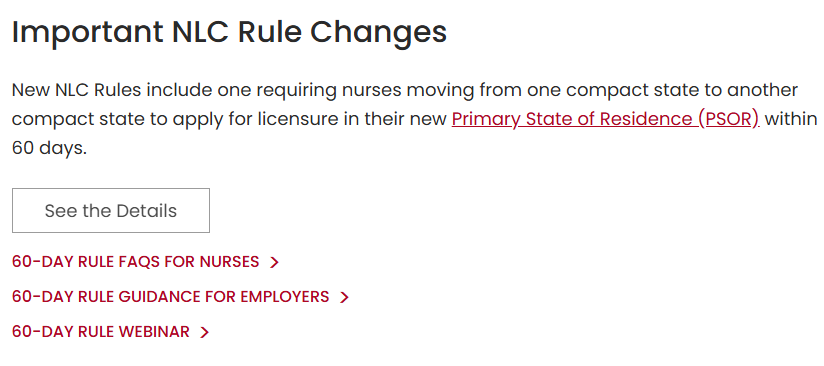 Important NLC Rule Changes
New NLC Rules include one requiring nurses moving from one compact state to another
compact state to apply for licensure in their new Primary State of Residence (PSOR) within
60 days.
See the Details
60-DAY RULE FAQS FOR NURSES >
60-DAY RULE GUIDANCE FOR EMPLOYERS >
60-DAY RULE WEBINAR >